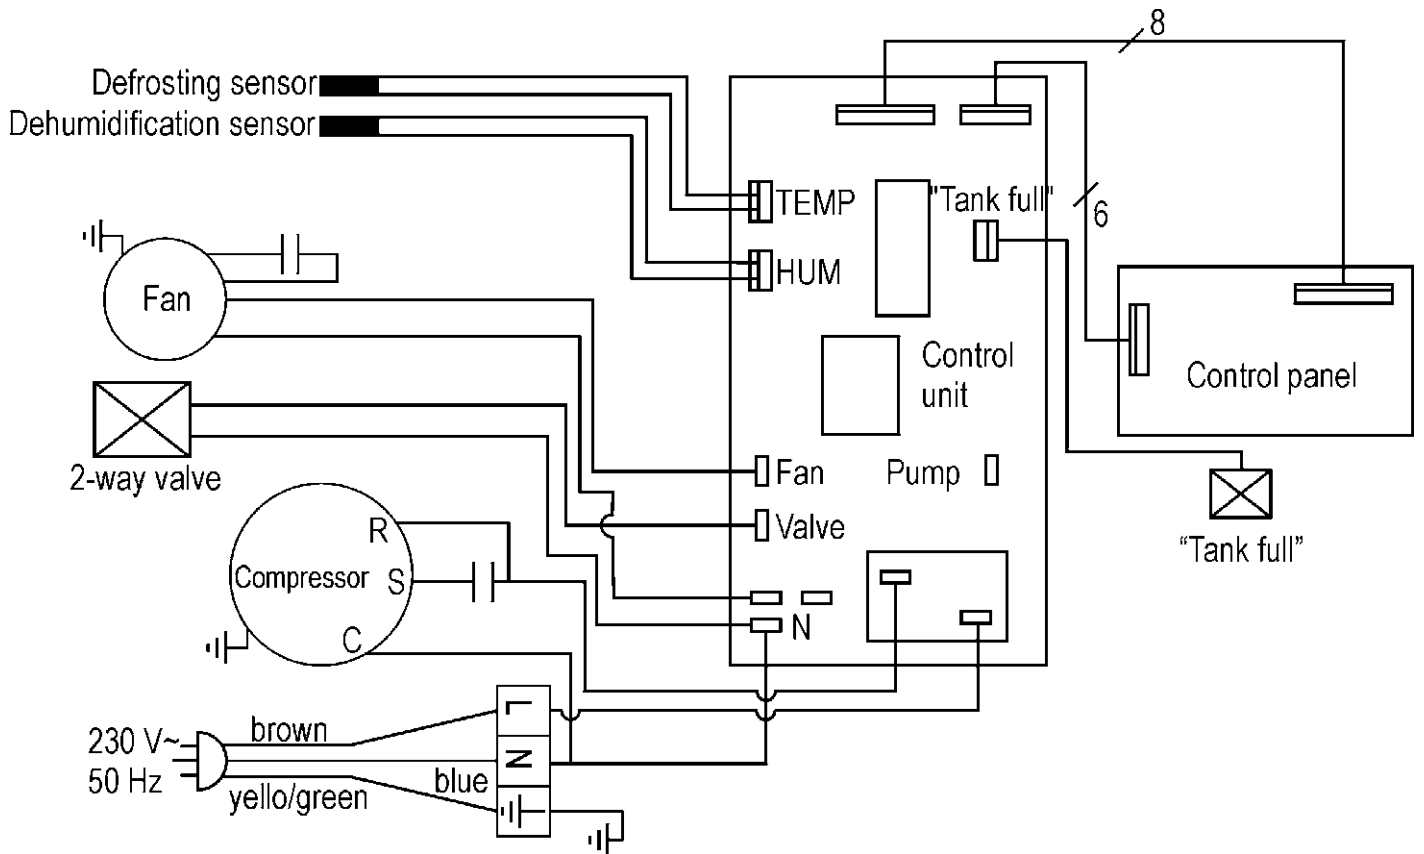 8
Defrosting sensor
Dehumidification sensor
TEMP
"Tank full"
6
HUM
Fan
Control
unit
Control panel
2-way valve
Fan
Pump
Valve
“Tank full”
R
Compressor
S
C
N
L
brown
230 V~
N
50 Hz
blue
yello/green